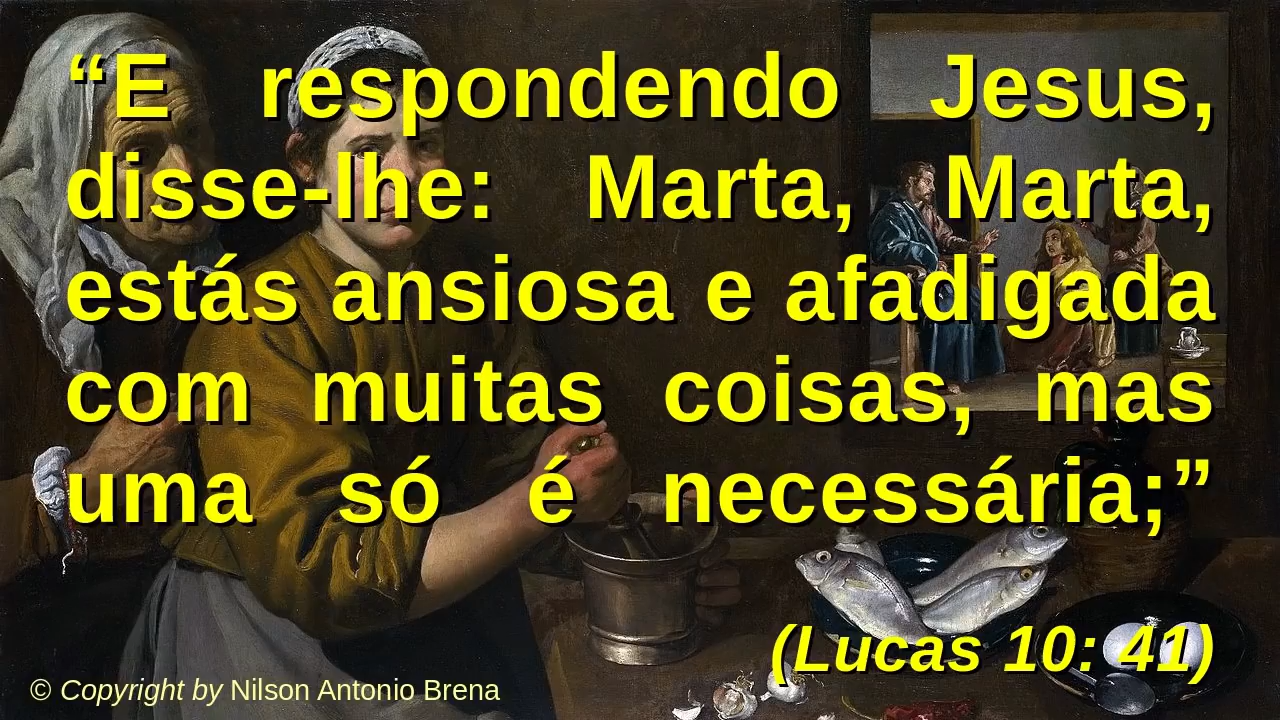 “E respondendo Jesus,
disse-lhe: Marta, Marta,
estás ansiosa e afadigada
com muitas coisas, mas
uma só é necessária;”
(Lucas 10: 41)
© Copyright by Nilson Antonio Brena